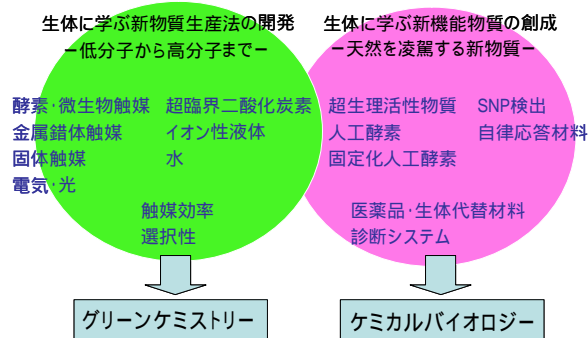 生体に学ぶ新物質生産法の開発
ー低分子から高分子までー
酵素・微生物触媒 超臨界二酸化炭素
金属錯体触媒 イオン性液体
固体触媒 水
電気・光
触媒効率
選択性
グリーンケミストリー
生体に学ぶ新機能物質の創成
ー天然を凌駕する新物質ー
超生理活性物質 SNP検出
人工酵素 自律応答材料
固定化人工酵素
医薬品・生体代替材料
診断システム
ケミカルバイオロジー